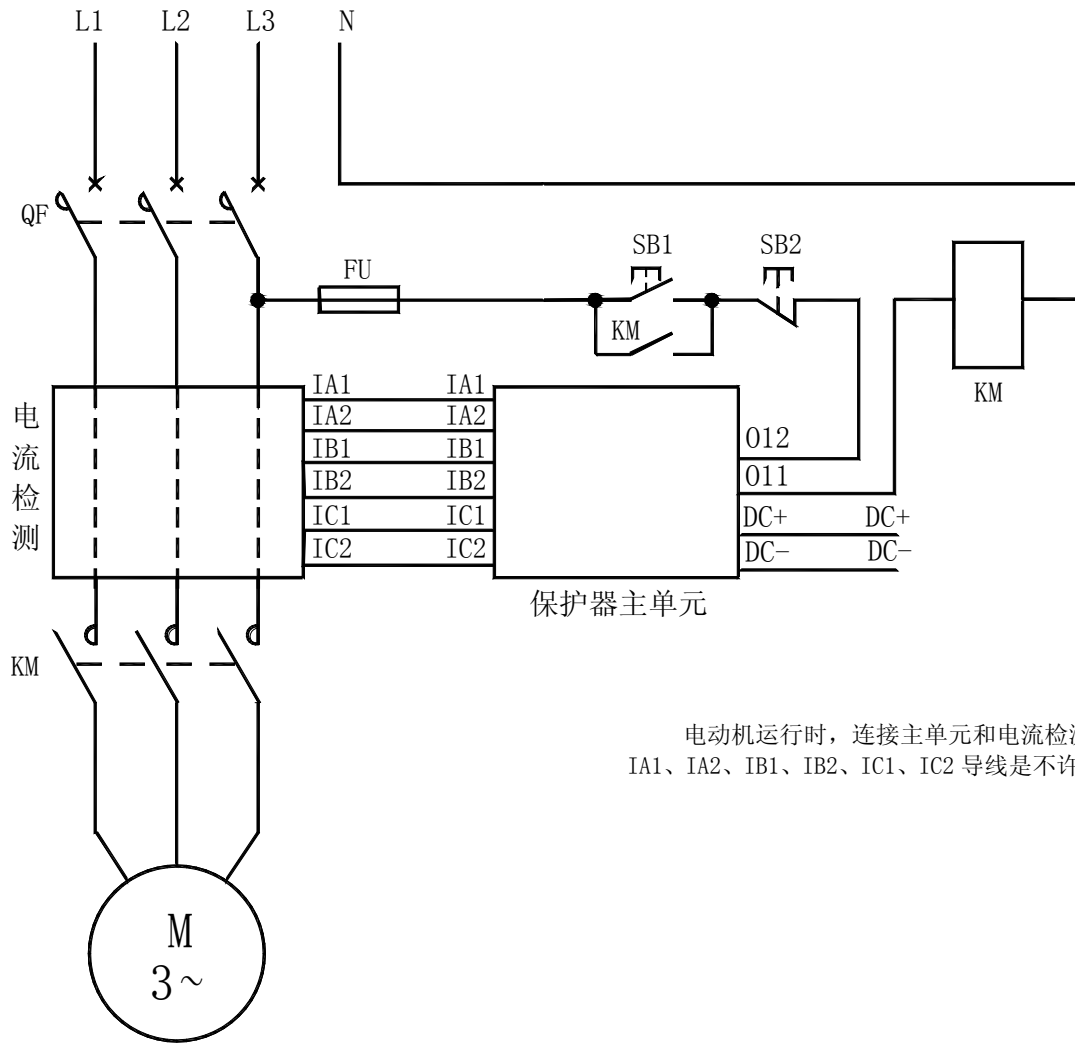 L1 L2 L3 N
QF
SB1 SB2
FU
KM
KM
IA1 IA1
IA2 IA2
IB1 IB1
IB2 IB2
IC1 IC1
IC2 IC2
O12
O11
DC+ DC+
DC- DC-
电流检测
保护器主单元
KM
电动机运行时，连接主单元和电流检测
IA1、IA2、IB1、IB2、IC1、IC2 导线是不许
M
3~